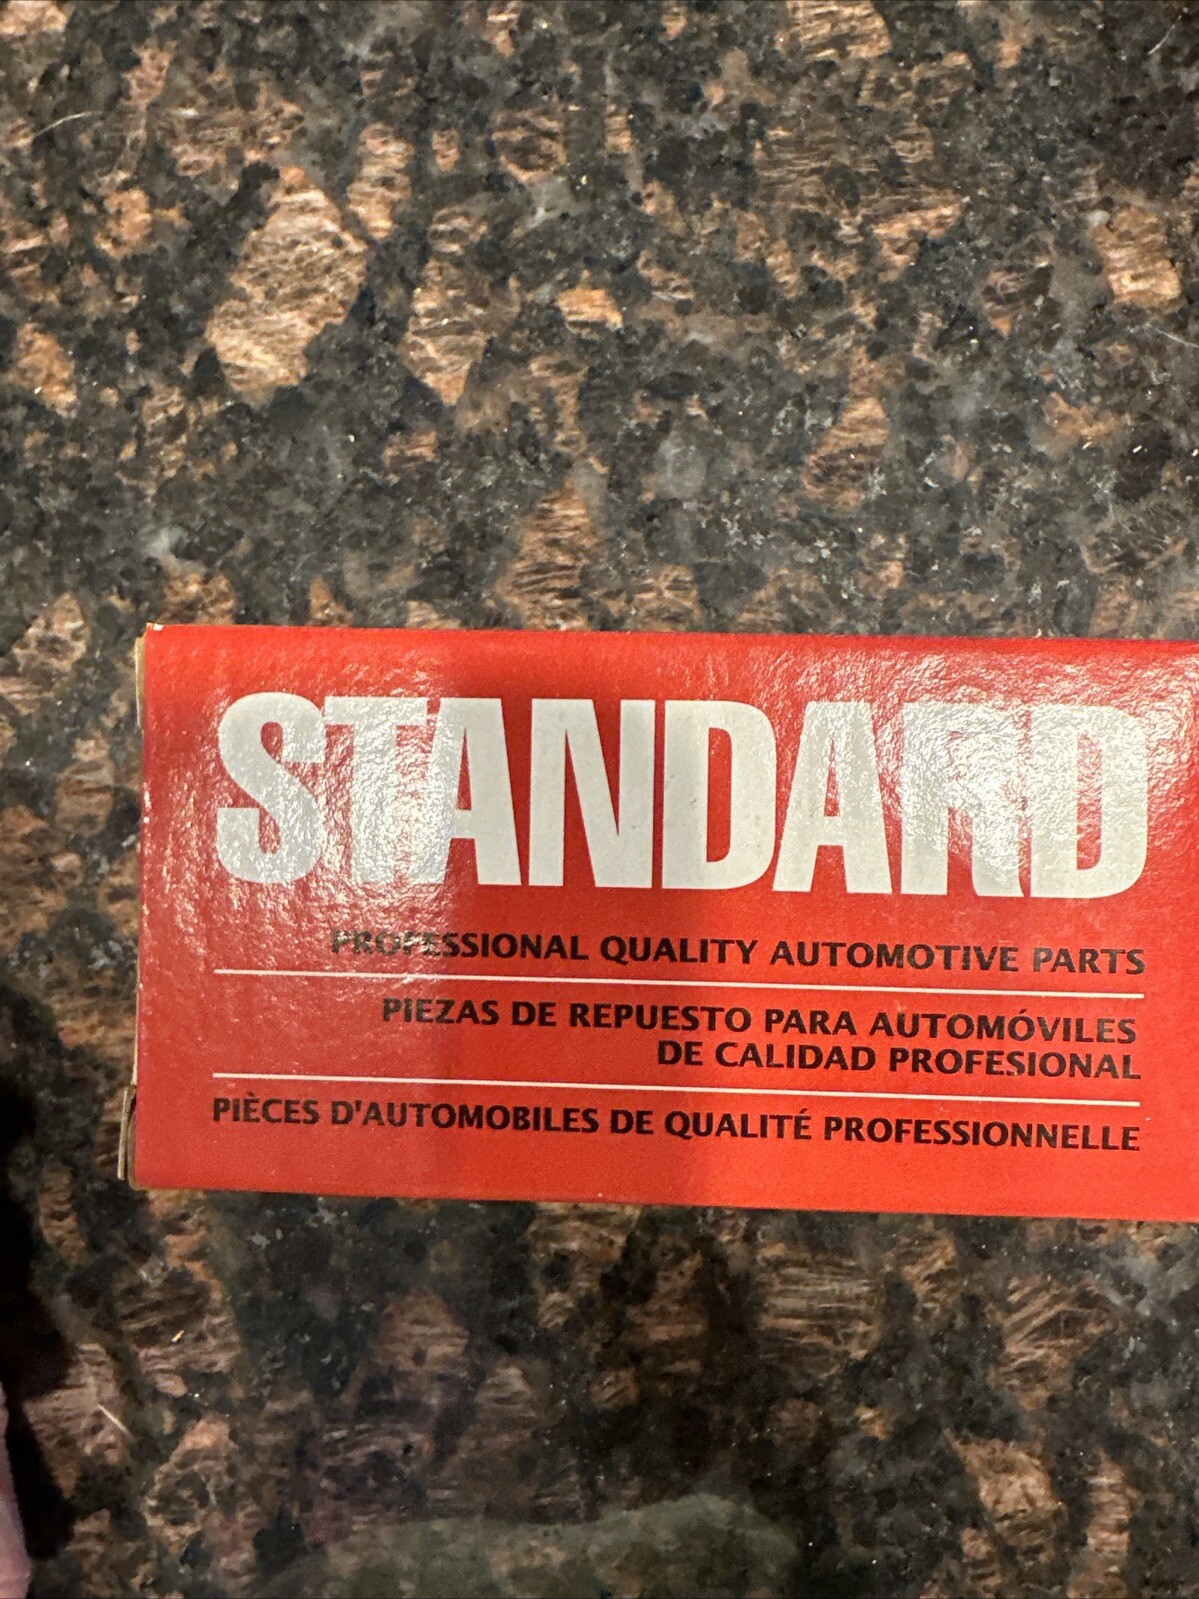 STANDARD
PROFESSIONAL QUALITY AUTOMOTIVE PARTS
PIEZAS DE REPUESTO PARA AUTOMÓVILES
DE CALIDAD PROFESIONAL
PIÈCES D'AUTOMOBILES DE QUALITÉ PROFESSIONNELLE